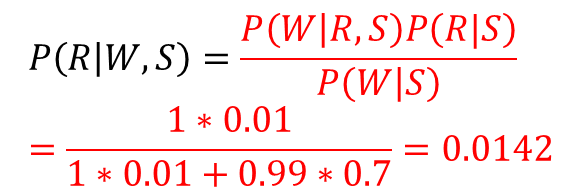 P(R|W, S) = P(W|R, S)P(R|S) / P(W|S)
= 1 ∗ 0.01 / 1 ∗ 0.01 + 0.99 ∗ 0.7 = 0.0142